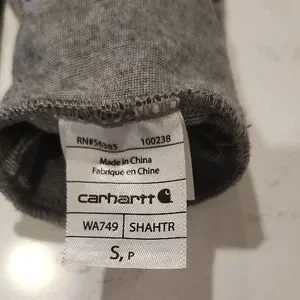 RN#56385 100238
Made in China
Fabriqué en Chine
carhartt
WA749 SHAHTR
S, P